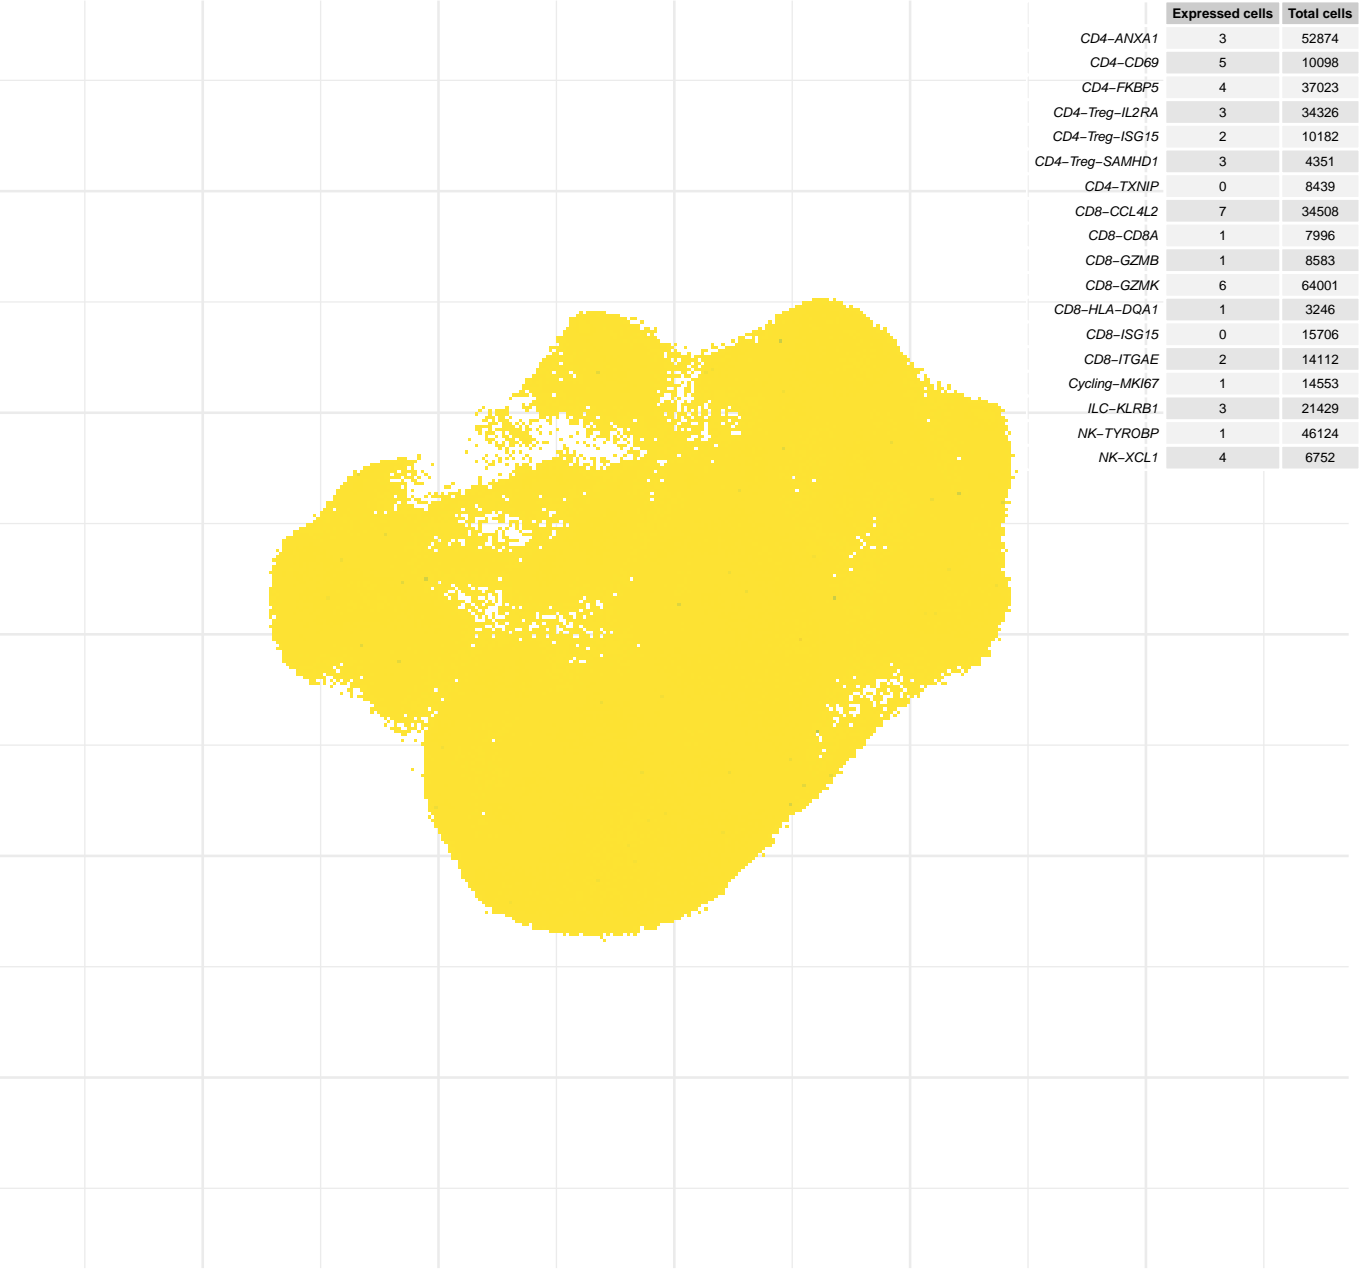 Expressed cells Total cells
CD4−ANXA1 3 52874
CD4−CD69 5 10098
CD4−FKBP5 4 37023
CD4−Treg−IL2RA 3 34326
CD4−Treg−ISG15 2 10182
CD4−Treg−SAMHD1 3 4351
CD4−TXNIP 0 8439
CD8−CCL4L2 7 34508
CD8−CD8A 1 7996
CD8−GZMB 1 8583
CD8−GZMK 6 64001
CD8−HLA−DQA1 1 3246
CD8−ISG15 0 15706
CD8−ITGAE 2 14112
Cycling−MKI67 1 14553
ILC−KLRB1 3 21429
NK−TYROBP 1 46124
NK−XCL1 4 6752